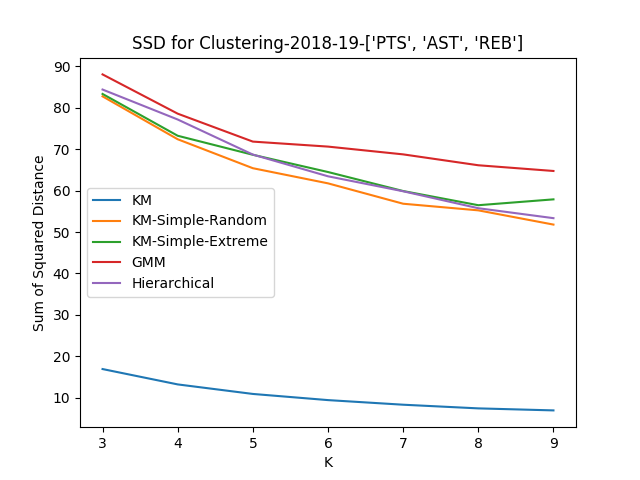 SSD for Clustering-2018-19-['PTS', 'AST', 'REB']
90
80
70
60
50
40
30
20
10
Sum of Squared Distance
KM
KM-Simple-Random
KM-Simple-Extreme
GMM
Hierarchical
3 4 5 6 7 8 9
K